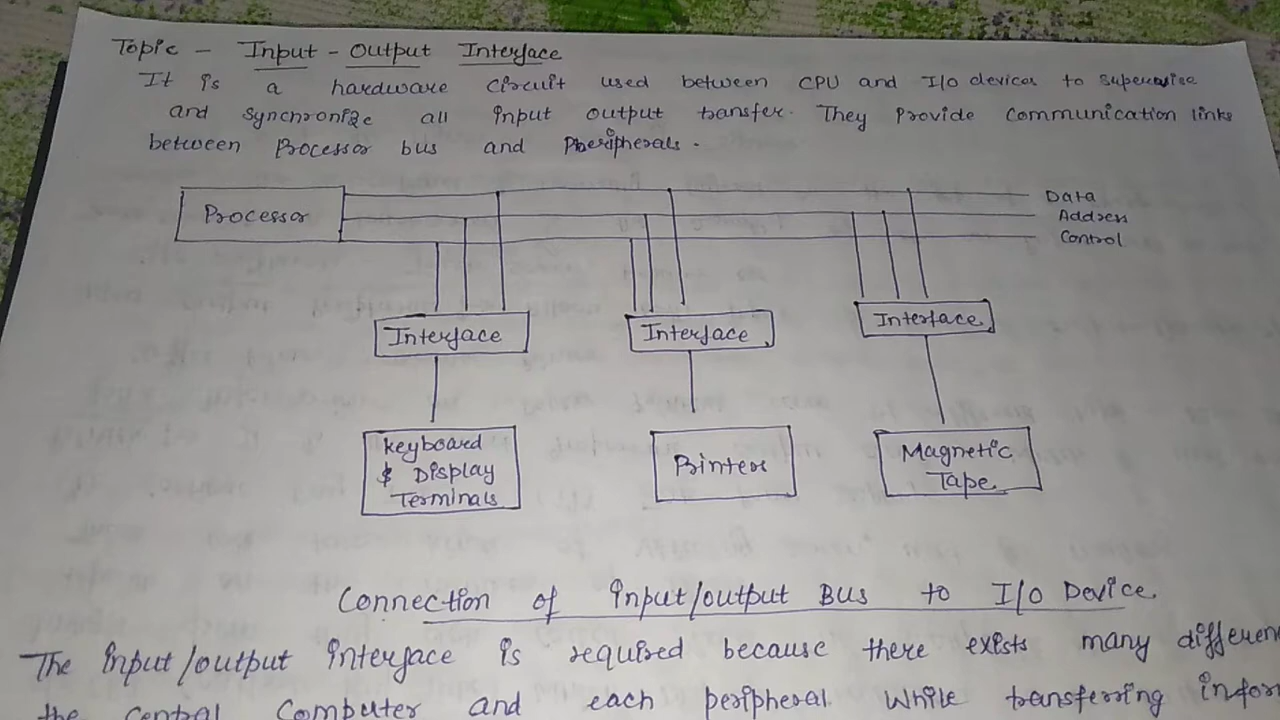 Topic - Input - Output Interface
It is a hardware circuit used between CPU and I/o devices to supervise
and synchronize all input output transfer. They Provide Communication links
between Processor bus and Pheripherals.
Processor
Data
Address
Control
Interface
Interface
Interface
keyboard
& Display
Terminals
Printer
Magnetic
Tape
Connection of input/output Bus to I/o Device.
The input/output interface is required because there exists many differen
the central Computer and each peripheral. While transferring infor